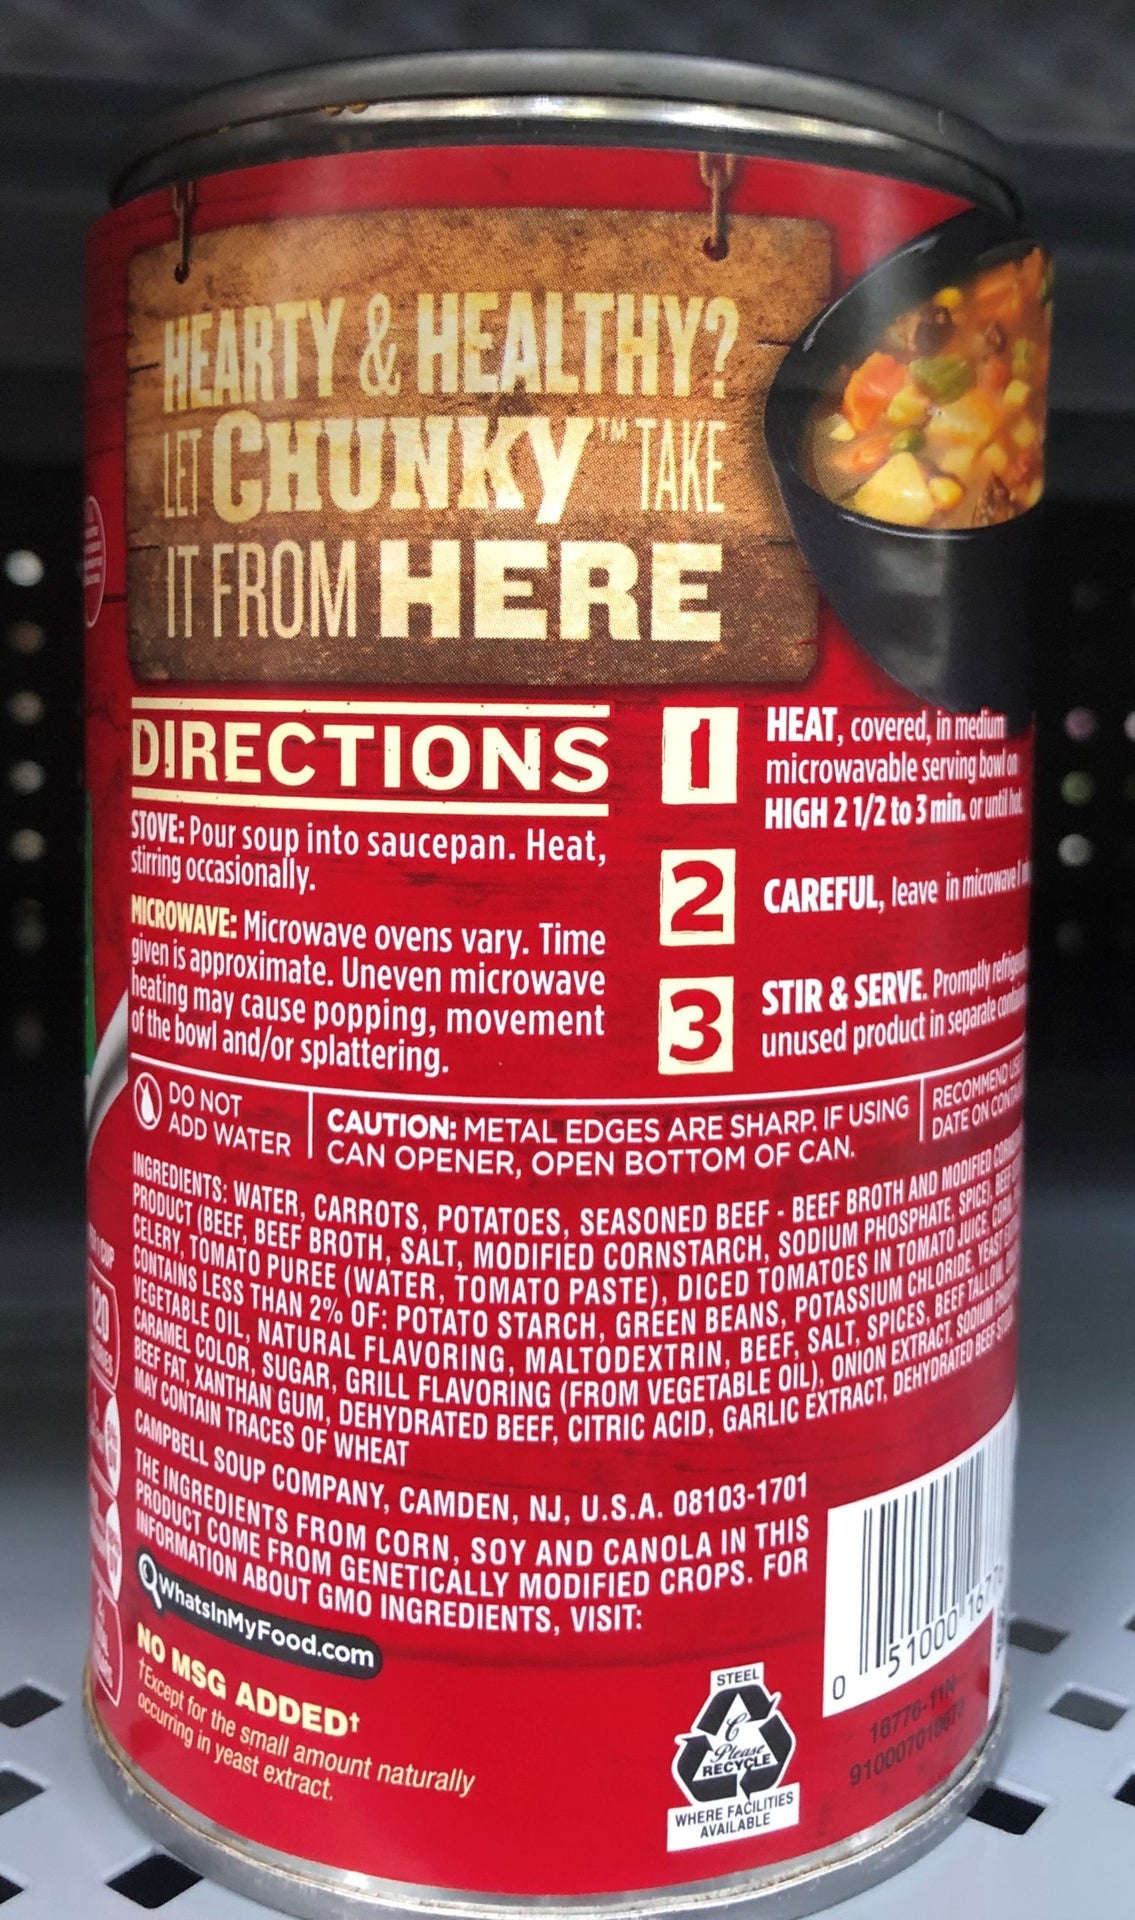 HEARTY & HEALTHY?
LET CHUNKY™ TAKE
IT FROM HERE
DIRECTIONS
STOVE: Pour soup into saucepan. Heat,
stirring occasionally.
MICROWAVE: Microwave ovens vary. Time
given is approximate. Uneven microwave
heating may cause popping, movement
of the bowl and/or splattering.
1
HEAT, covered, in medium
microwavable serving bowl on
HIGH 2 1/2 to 3 min. or until hot.
2
CAREFUL, leave in microwave 1
3
STIR & SERVE. Promptly
unused product in separate
DO NOT
ADD WATER
CAUTION: METAL EDGES ARE SHARP. IF USING
CAN OPENER, OPEN BOTTOM OF CAN.
RECOMMEND
DATE ON
INGREDIENTS: WATER, CARROTS, POTATOES, SEASONED BEEF - BEEF BROTH AND MODIFIED
PRODUCT (BEEF, BEEF BROTH, SALT, MODIFIED CORNSTARCH, SODIUM PHOSPHATE, SPICE),
CELERY, TOMATO PUREE (WATER, TOMATO PASTE), DICED TOMATOES IN TOMATO JUICE,
CONTAINS LESS THAN 2% OF: POTATO STARCH, GREEN BEANS, POTASSIUM CHLORIDE, YEAST
VEGETABLE OIL, NATURAL FLAVORING, MALTODEXTRIN, BEEF, SALT, SPICES, BEEF TALLOW,
CARAMEL COLOR, SUGAR, GRILL FLAVORING (FROM VEGETABLE OIL), ONION EXTRACT, SODIUM
BEEF FAT, XANTHAN GUM, DEHYDRATED BEEF, CITRIC ACID, GARLIC EXTRACT, DEHYDRATED BEEF
MAY CONTAIN TRACES OF WHEAT
CAMPBELL SOUP COMPANY, CAMDEN, NJ, U.S.A. 08103-1701
THE INGREDIENTS FROM CORN, SOY AND CANOLA IN THIS
PRODUCT COME FROM GENETICALLY MODIFIED CROPS. FOR
INFORMATION ABOUT GMO INGREDIENTS, VISIT:
WhatsInMyFood.com
NO MSG ADDED†
†Except for the small amount naturally
occurring in yeast extract.
STEEL
C
Please
RECYCLE
WHERE FACILITIES
AVAILABLE
0 51000
120